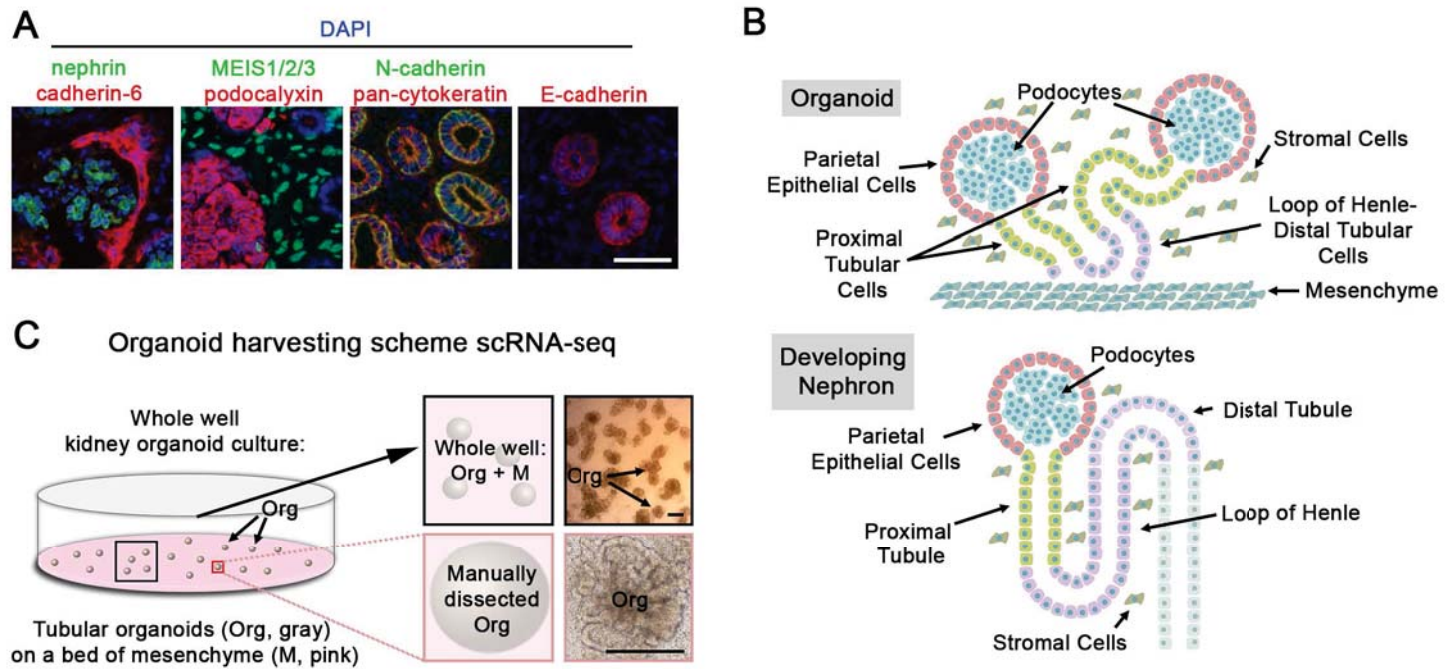 A
DAPI
nephrin
cadherin-6
MEIS1/2/3
podocalyxin
N-cadherin
pan-cytokeratin
E-cadherin
B
Organoid
Podocytes
Parietal
Epithelial Cells
Stromal Cells
Proximal
Tubular
Cells
Loop of Henle-
Distal Tubular
Cells
Mesenchyme
Developing
Nephron
Podocytes
Distal Tubule
Parietal
Epithelial Cells
Loop of Henle
Proximal
Tubule
Stromal Cells
C
Organoid harvesting scheme scRNA-seq
Whole well
kidney organoid culture:
Org
Whole well:
Org + M
Org
Manually
dissected
Org
Org
Tubular organoids (Org, gray)
on a bed of mesenchyme (M, pink)